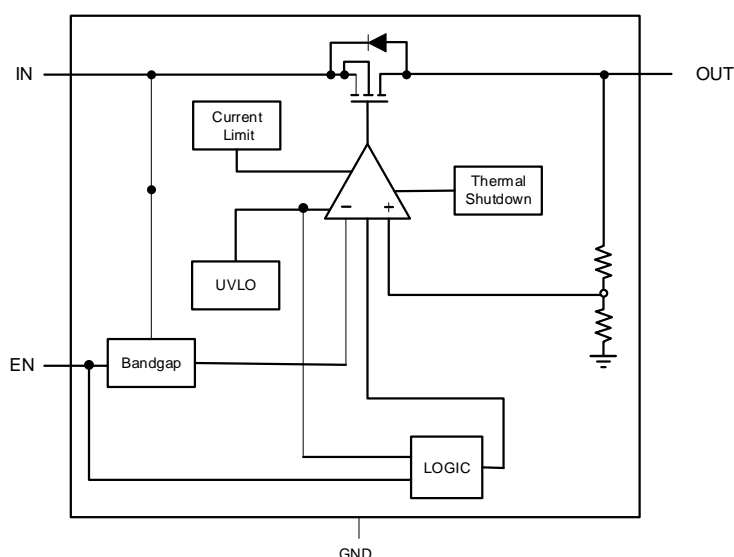 IN
OUT
Current
Limit
Thermal
Shutdown
−
+
UVLO
EN
Bandgap
LOGIC
GND